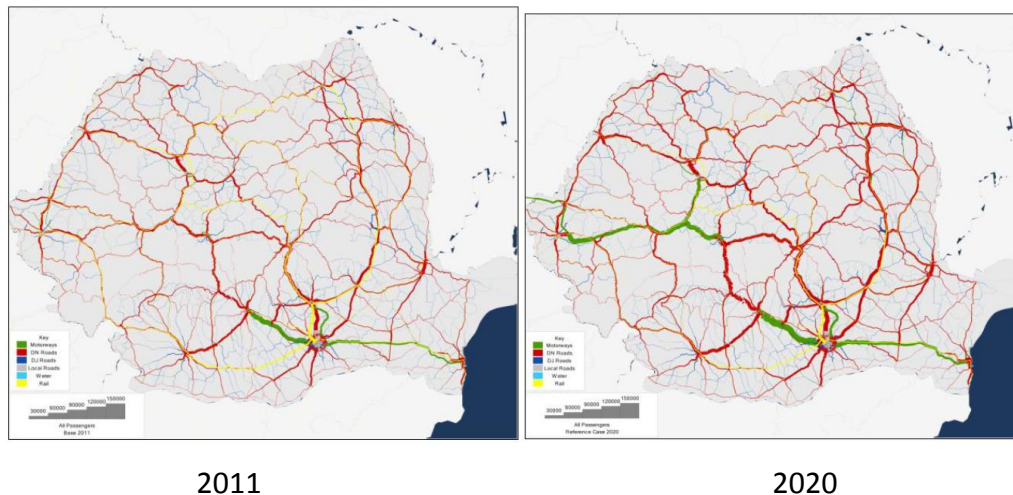 Key
Motorways
DN Roads
DJ Roads
Local Roads
Water
Rail
30000 60000 90000 120000 150000
All Passengers
Base 2011
Key
Motorways
DN Roads
DJ Roads
Local Roads
Water
Rail
30000 60000 90000 120000 150000
All Passengers
Reference Case 2020
2011
2020